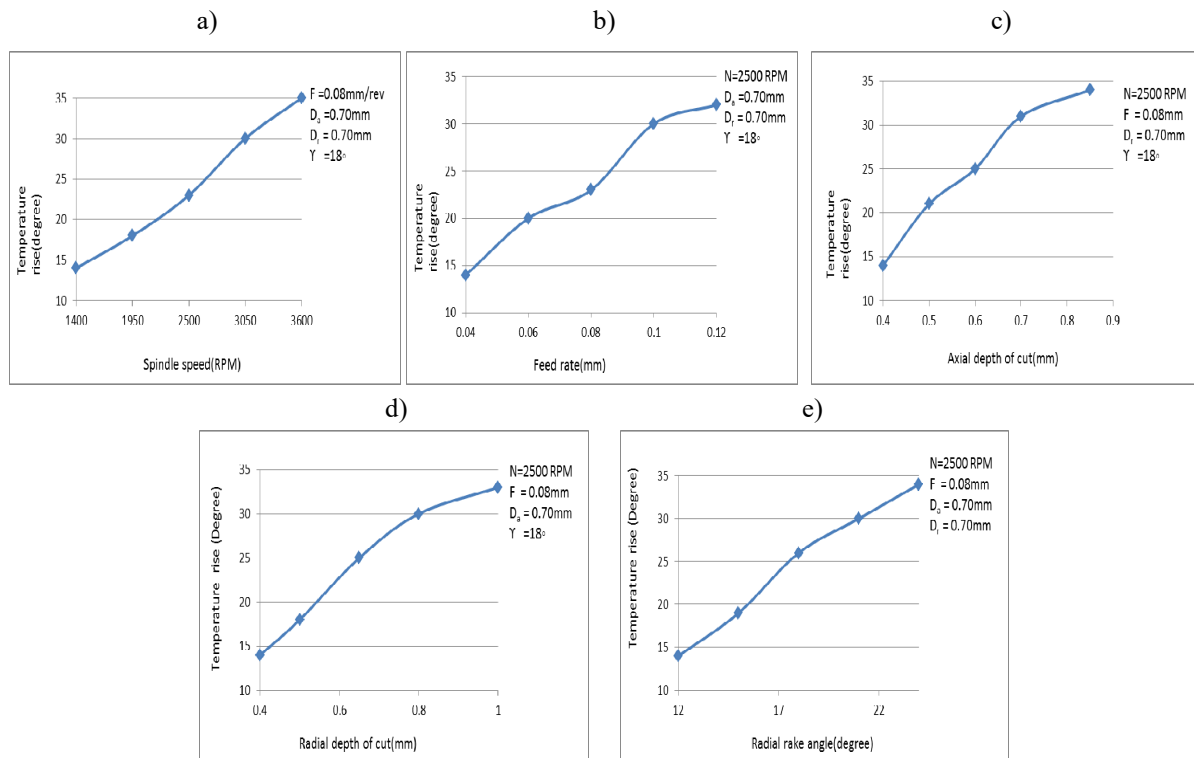 a)
b)
c)
F =0.08mm/rev
Dₐ =0.70mm
Dᵣ = 0.70mm
ϒ =18◦
35
30
25
20
15
10
1400 1950 2500 3050 3600
Temperature rise(degree)
Spindle speed(RPM)
N=2500 RPM
Dₐ =0.70mm
Dᵣ = 0.70mm
ϒ =18◦
35
30
25
20
15
10
0.04 0.06 0.08 0.1 0.12
Temperature rise(degree)
Feed rate(mm)
N=2500 RPM
F = 0.08mm
Dᵣ =0.70mm
ϒ =18◦
35
30
25
20
15
10
0.4 0.5 0.6 0.7 0.8 0.9
Temperature
rise(degree)
Axial depth of cut(mm)
d)
e)
N=2500 RPM
F = 0.08mm
Dₐ = 0.70mm
ϒ =18◦
35
30
25
20
15
10
0.4 0.6 0.8 1
Temperature rise (Degree)
Radial depth of cut(mm)
N=2500 RPM
F = 0.08mm
Dₐ = 0.70mm
Dᵣ = 0.70mm
35
30
25
20
15
10
12 17 22
Temperature rise (Degree)
Radial rake angle(degree)